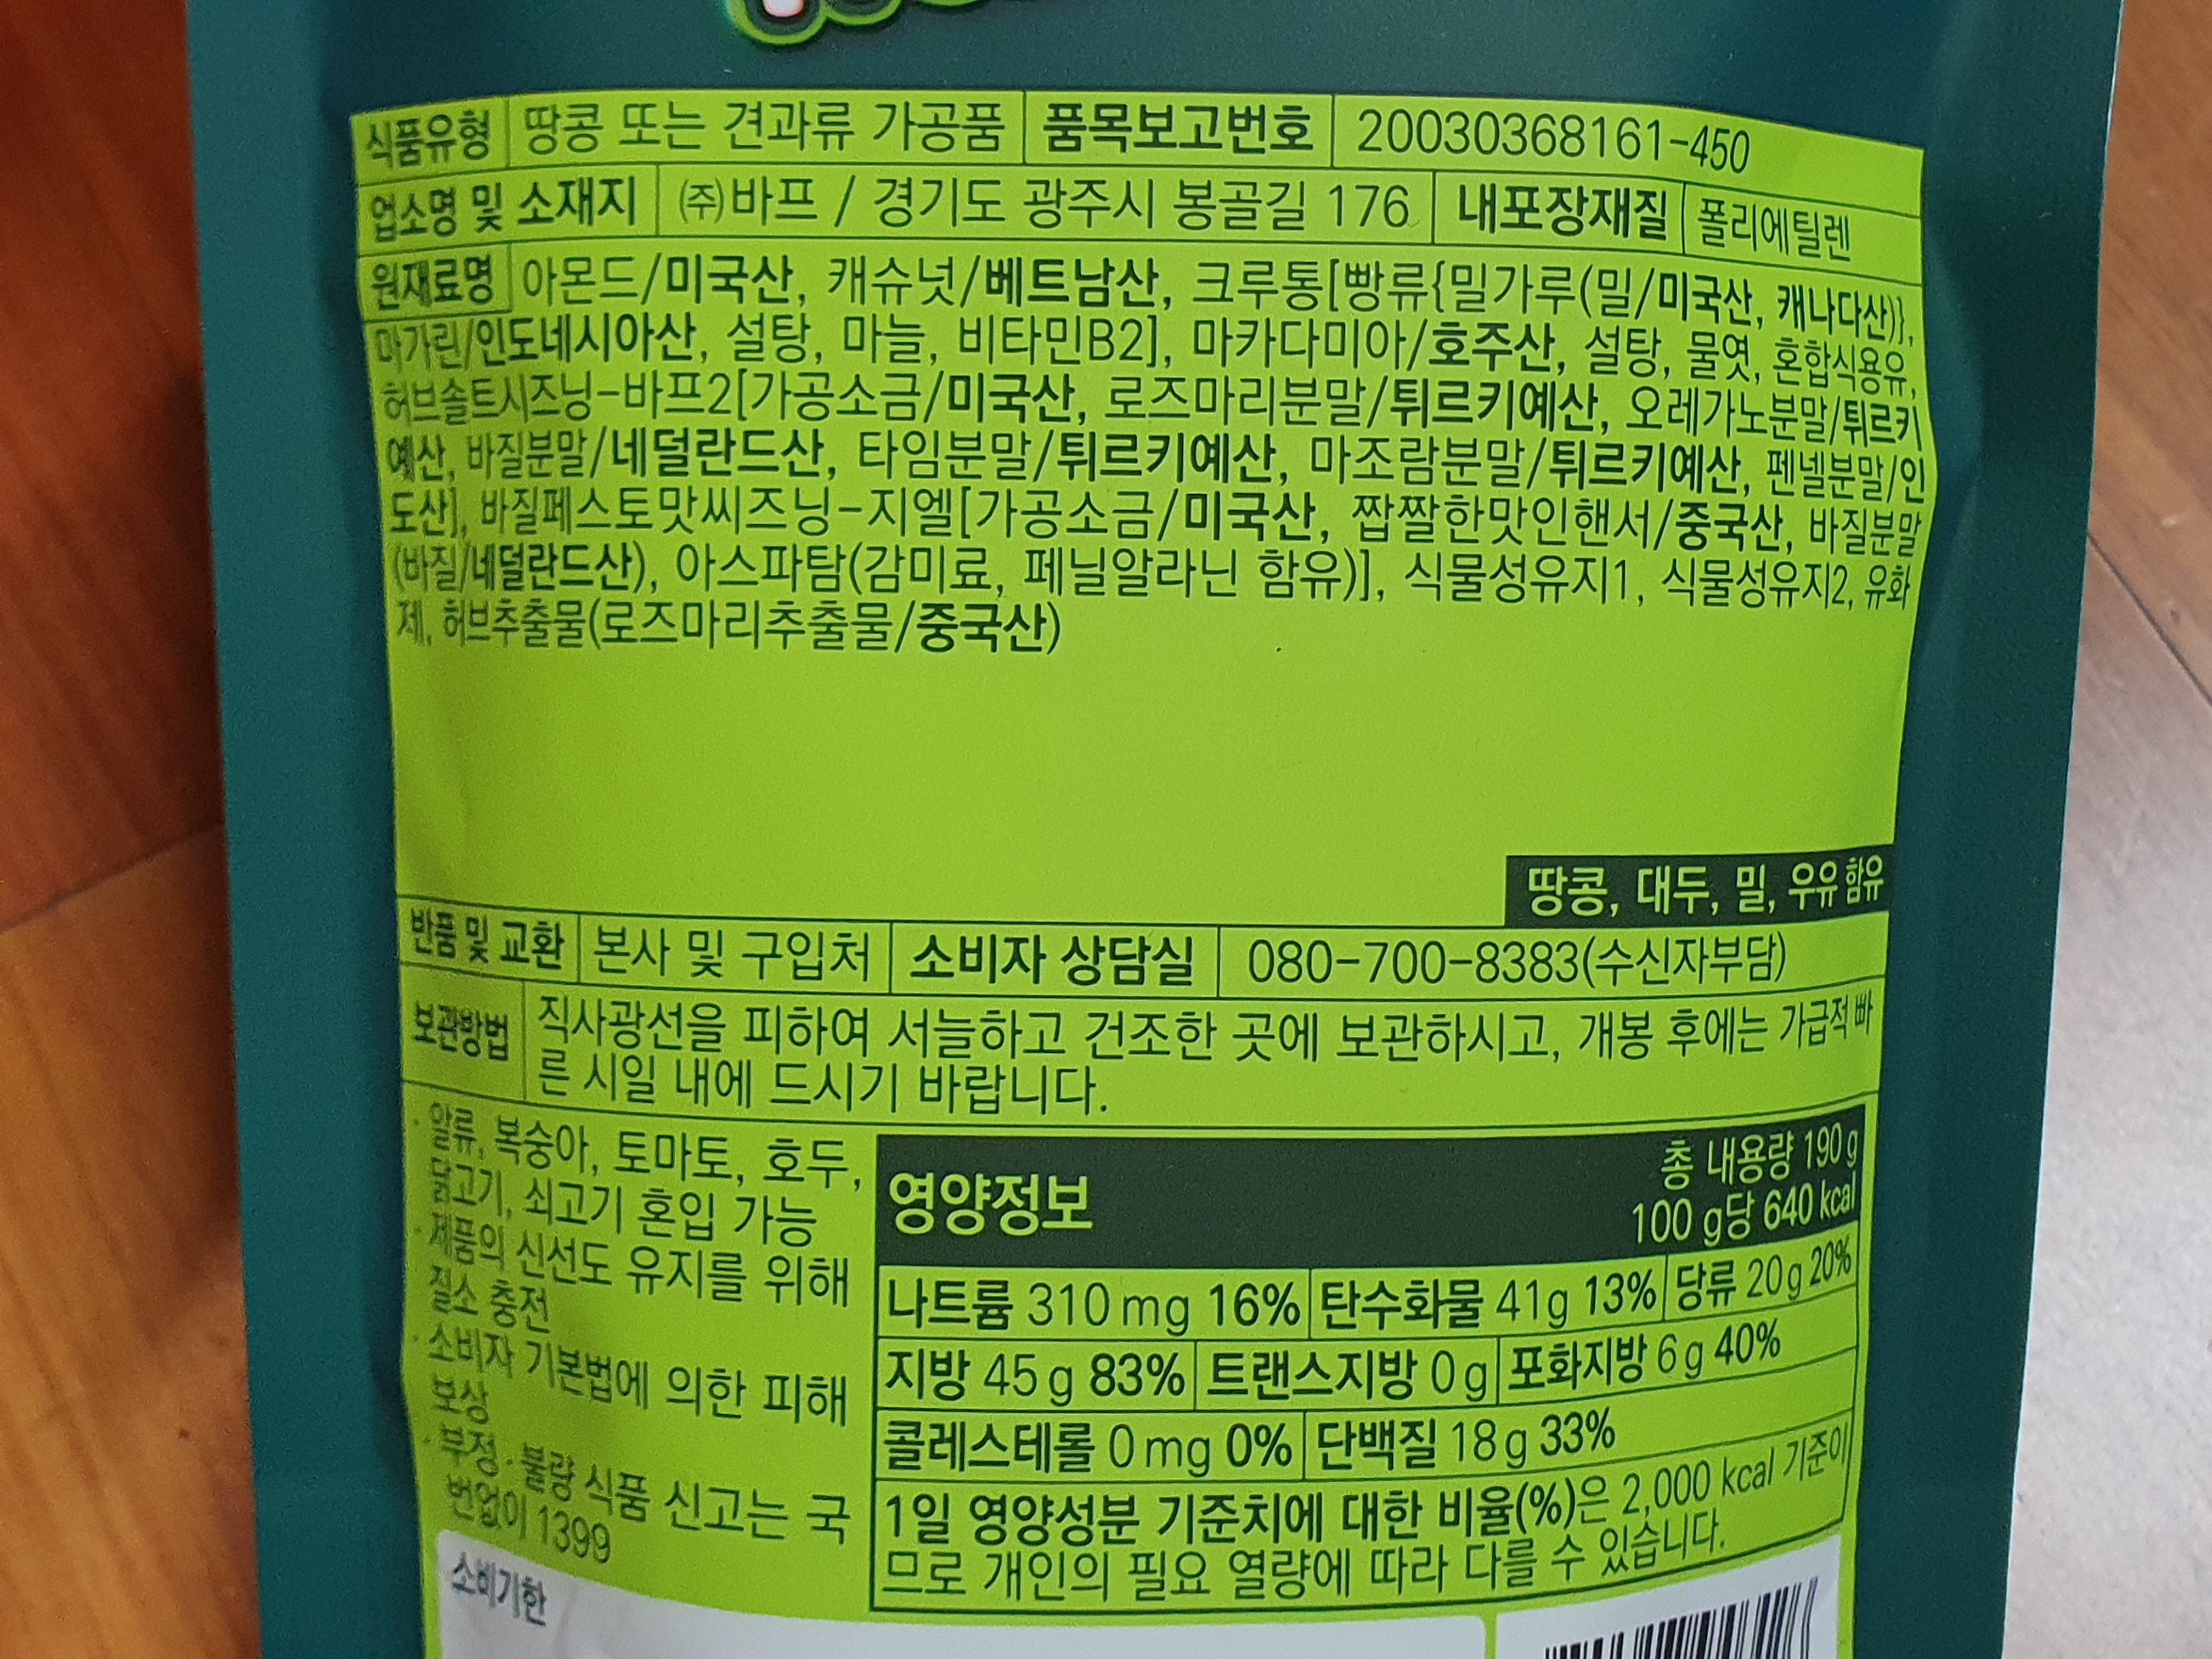 식품유형 땅콩 또는 견과류 가공품 품목보고번호 20030368161-450
업소명 및 소재지 ㈜바프 / 경기도 광주시 봉골길 176 내포장재질 폴리에틸렌
원재료명 아몬드/미국산, 캐슈넛/베트남산, 크루통[빵류{밀가루(밀/미국산, 캐나다산)},
마가린/인도네시아산, 설탕, 마늘, 비타민B2], 마카다미아/호주산, 설탕, 물엿, 혼합식용유,
허브솔트시즈닝-바프2[가공소금/미국산, 로즈마리분말/튀르키예산, 오레가노분말/튀르키
예산, 바질분말/네덜란드산, 타임분말/튀르키예산, 마조람분말/튀르키예산, 펜넬분말/인
도산], 바질페스토맛씨즈닝-지엘[가공소금/미국산, 짭짤한맛인핸서/중국산, 바질분말
(바질/네덜란드산), 아스파탐(감미료, 페닐알라닌 함유)], 식물성유지1, 식물성유지2, 유화
제, 허브추출물(로즈마리추출물/중국산)
땅콩, 대두, 밀, 우유 함유
반품 및 교환 본사 및 구입처 소비자 상담실 080-700-8383(수신자부담)
보관방법 직사광선을 피하여 서늘하고 건조한 곳에 보관하시고, 개봉 후에는 가급적 빠
른 시일 내에 드시기 바랍니다.
· 알류, 복숭아, 토마토, 호두,
닭고기, 쇠고기 혼입 가능
· 제품의 신선도 유지를 위해
질소 충전
· 소비자 기본법에 의한 피해
보상
· 부정·불량 식품 신고는 국
번없이 1399
영양정보
총 내용량 190 g
100 g당 640 kcal
나트륨 310 mg 16% 탄수화물 41 g 13% 당류 20 g 20%
지방 45 g 83% 트랜스지방 0 g 포화지방 6 g 40%
콜레스테롤 0 mg 0% 단백질 18 g 33%
1일 영양성분 기준치에 대한 비율(%)은 2,000 kcal 기준이
므로 개인의 필요 열량에 따라 다를 수 있습니다.
소비기한